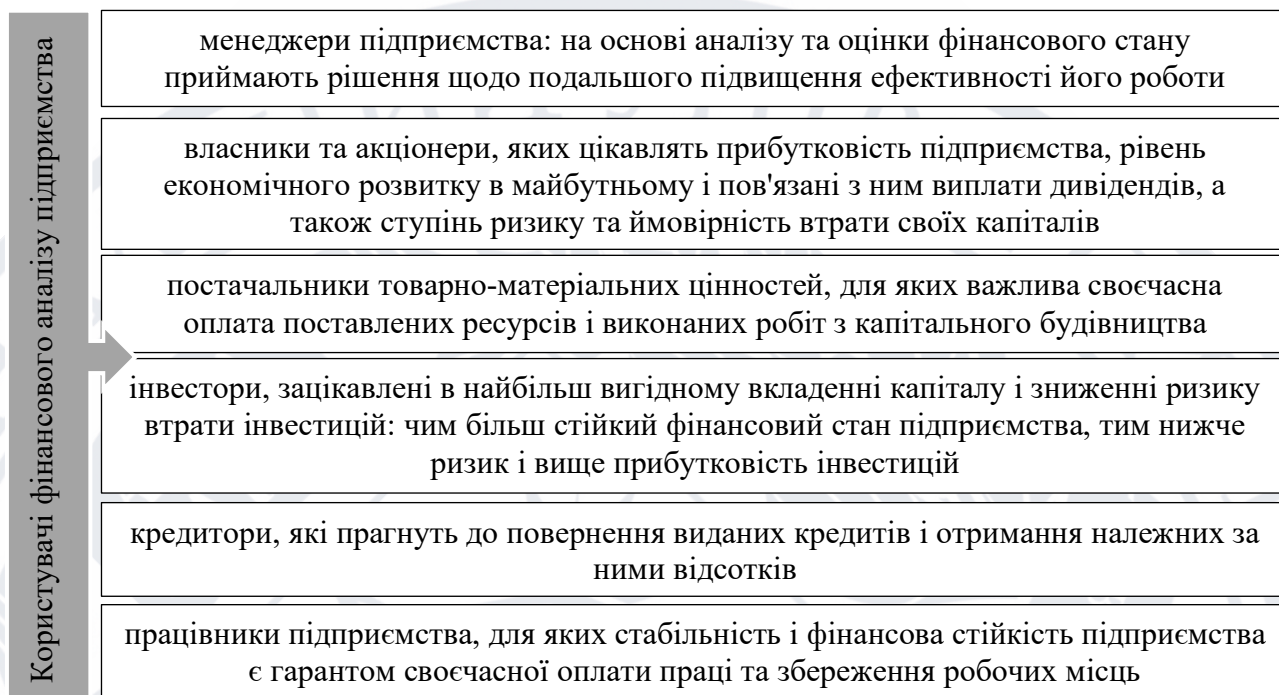 Користувачі фінансового аналізу підприємства
менеджери підприємства: на основі аналізу та оцінки фінансового стану
приймають рішення щодо подальшого підвищення ефективності його роботи
власники та акціонери, яких цікавлять прибутковість підприємства, рівень
економічного розвитку в майбутньому і пов'язані з ним виплати дивідендів, а
також ступінь ризику та ймовірність втрати своїх капіталів
постачальники товарно-матеріальних цінностей, для яких важлива своєчасна
оплата поставлених ресурсів і виконаних робіт з капітального будівництва
інвестори, зацікавлені в найбільш вигідному вкладенні капіталу і зниженні ризику
втрати інвестицій: чим більш стійкий фінансовий стан підприємства, тим нижче
ризик і вище прибутковість інвестицій
кредитори, які прагнуть до повернення виданих кредитів і отримання належних за
ними відсотків
працівники підприємства, для яких стабільність і фінансова стійкість підприємства
є гарантом своєчасної оплати праці та збереження робочих місць